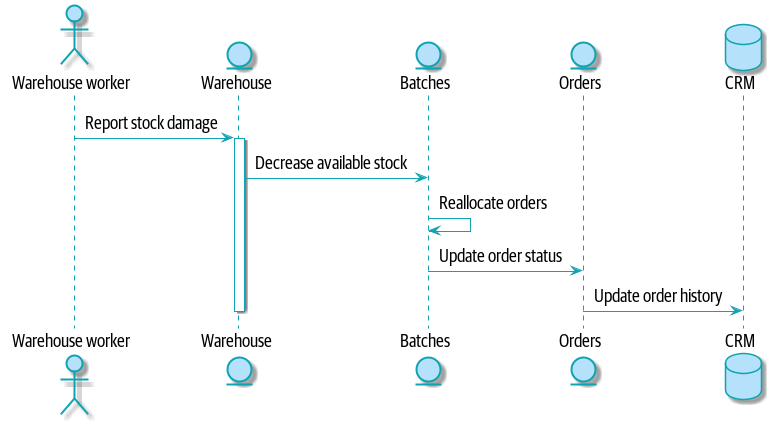 Warehouse worker
Warehouse
Batches
Orders
CRM
Report stock damage
Decrease available stock
Reallocate orders
Update order status
Update order history
Warehouse worker
Warehouse
Batches
Orders
CRM